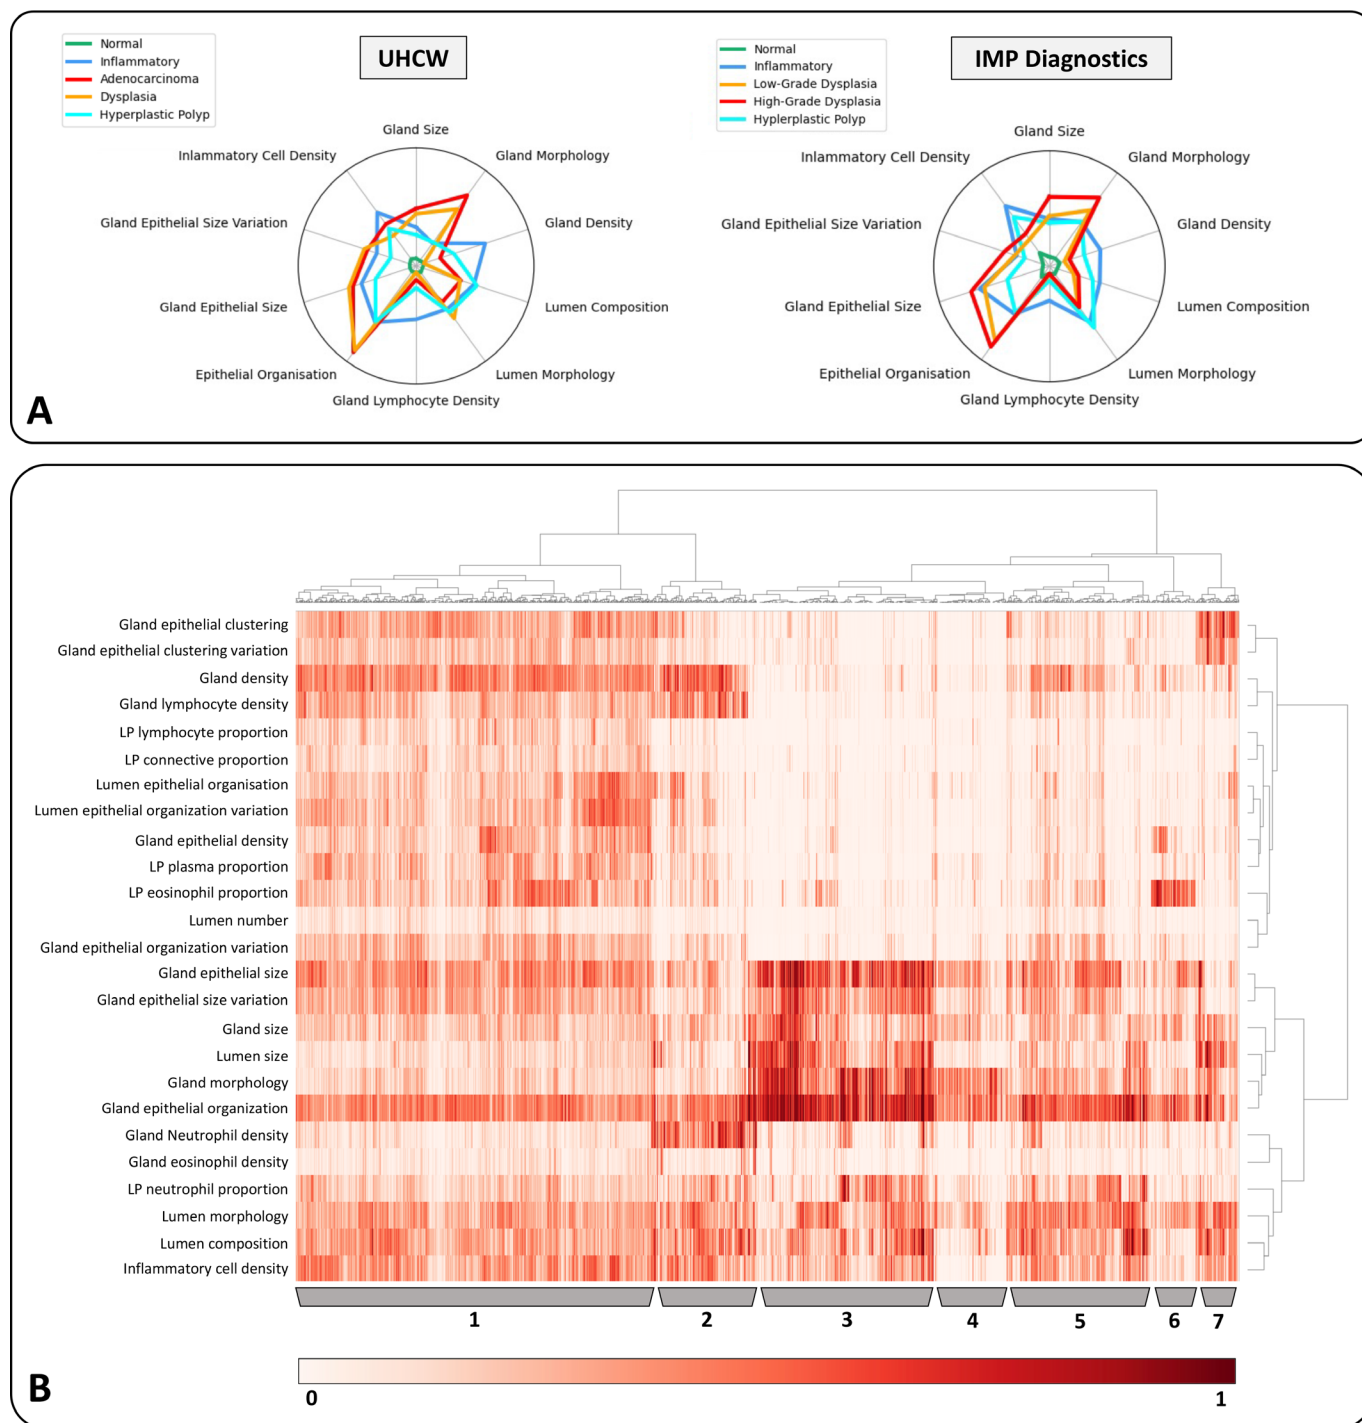 UHCW
Normal
Inflammatory
Adenocarcinoma
Dysplasia
Hyperplastic Polyp
Gland Size
Gland Morphology
Gland Density
Lumen Composition
Lumen Morphology
Gland Lymphocyte Density
Epithelial Organisation
Gland Epithelial Size
Gland Epithelial Size Variation
Inlammatory Cell Density
IMP Diagnostics
Normal
Inflammatory
Low-Grade Dysplasia
High-Grade Dysplasia
Hyplerplastic Polyp
Gland Size
Gland Morphology
Gland Density
Lumen Composition
Lumen Morphology
Gland Lymphocyte Density
Epithelial Organisation
Gland Epithelial Size
Gland Epithelial Size Variation
Inlammatory Cell Density
A
Gland epithelial clustering
Gland epithelial clustering variation
Gland density
Gland lymphocyte density
LP lymphocyte proportion
LP connective proportion
Lumen epithelial organisation
Lumen epithelial organization variation
Gland epithelial density
LP plasma proportion
LP eosinophil proportion
Lumen number
Gland epithelial organization variation
Gland epithelial size
Gland epithelial size variation
Gland size
Lumen size
Gland morphology
Gland epithelial organization
Gland Neutrophil density
Gland eosinophil density
LP neutrophil proportion
Lumen morphology
Lumen composition
Inflammatory cell density
1 2 3 4 5 6 7
0 1
B